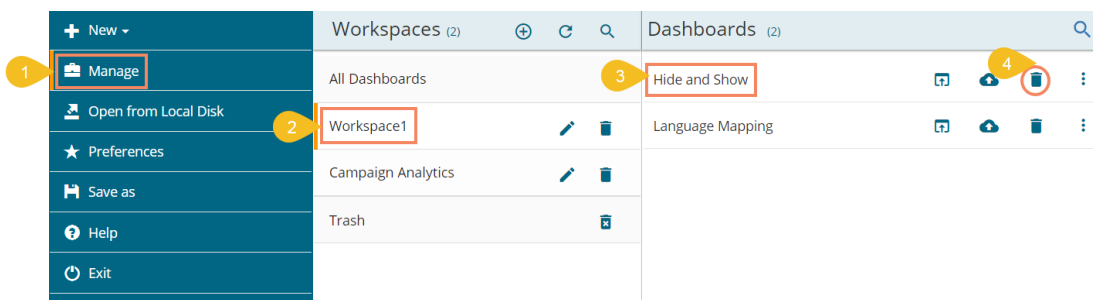 New
Manage
Open from Local Disk
Preferences
Save as
Help
Exit
Workspaces (2)
All Dashboards
Workspace1
Campaign Analytics
Trash
Dashboards (2)
Hide and Show
Language Mapping
1
2
3
4